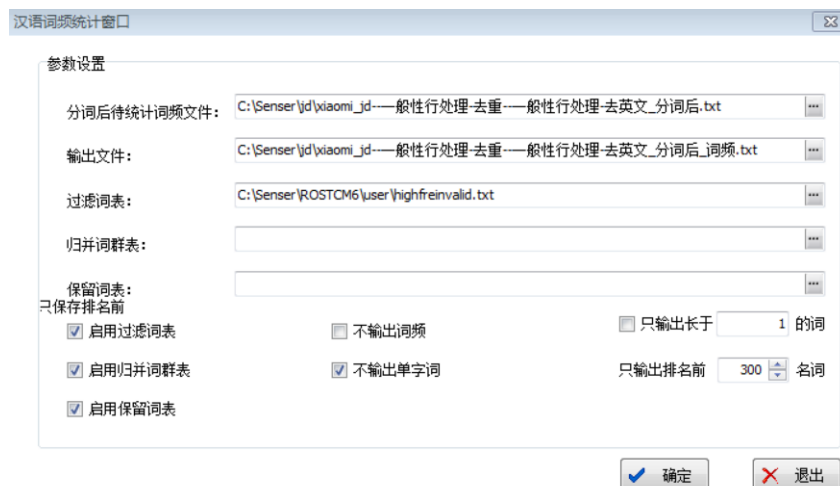 汉语词频统计窗口
参数设置
分词后待统计词频文件： C:\Senser\jd\xiaomi_jd--一般性行处理-去重--一般性行处理-去英文_分词后.txt ...
输出文件： C:\Senser\jd\xiaomi_jd--一般性行处理-去重--一般性行处理-去英文_分词后_词频.txt ...
过滤词表： C:\Senser\ROSTCM6\user\highfreinvalid.txt ...
归并词群表： ...
保留词表： ...
只保存排名前
启用过滤词表 不输出词频 只输出长于 1 的词
启用归并词群表 不输出单字词 只输出排名前 300 名词
启用保留词表
确定 退出